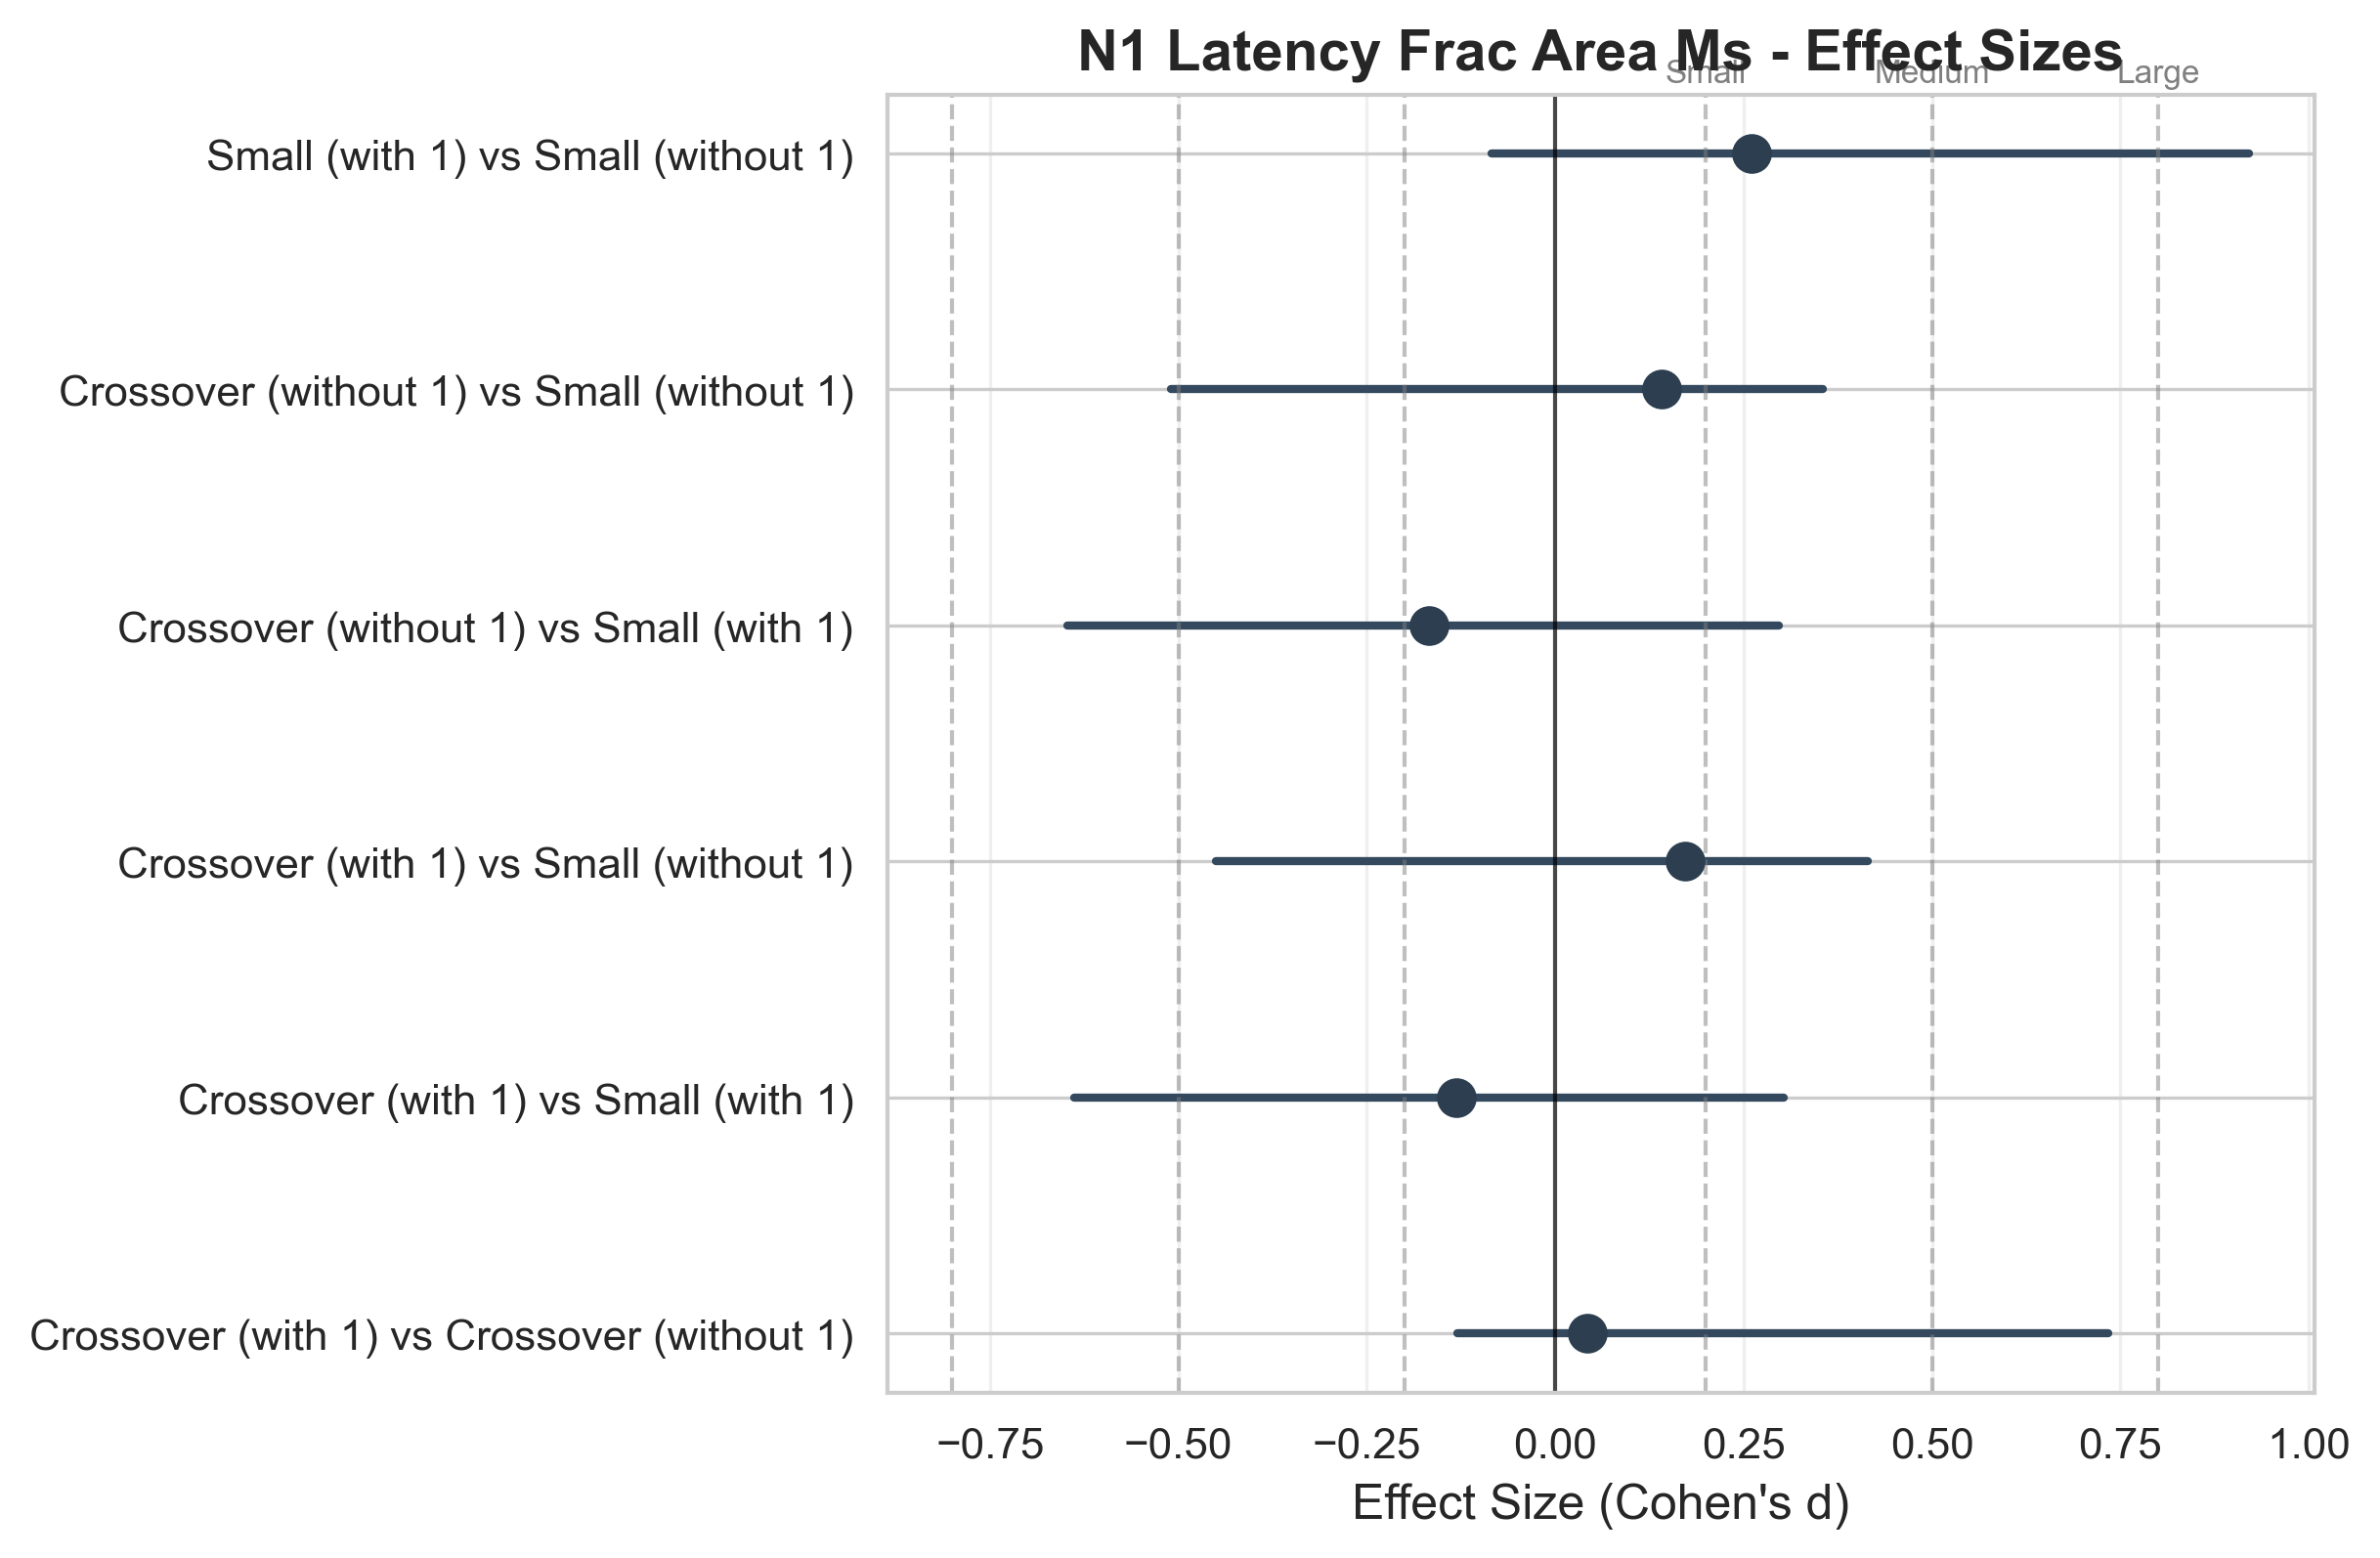 N1 Latency Frac Area Ms - Effect Sizes
Small Medium Large
Small (with 1) vs Small (without 1)
Crossover (without 1) vs Small (without 1)
Crossover (without 1) vs Small (with 1)
Crossover (with 1) vs Small (without 1)
Crossover (with 1) vs Small (with 1)
Crossover (with 1) vs Crossover (without 1)
−0.75 −0.50 −0.25 0.00 0.25 0.50 0.75 1.00
Effect Size (Cohen's d)